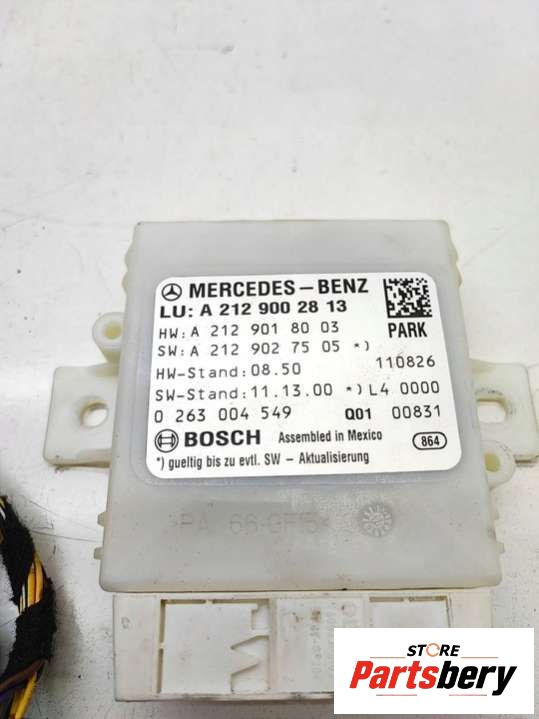 MERCEDES-BENZ
LU: A 212 900 28 13
HW: A 212 901 80 03
PARK
SW: A 212 902 75 05 *)
HW-Stand: 08.50
110826
SW-Stand: 11.13.00 *) L4 0000
0 263 004 549 Q01 00831
BOSCH Assembled in Mexico 864
*) gueltig bis zu evtl. SW - Aktualisierung
STORE
Partsbery